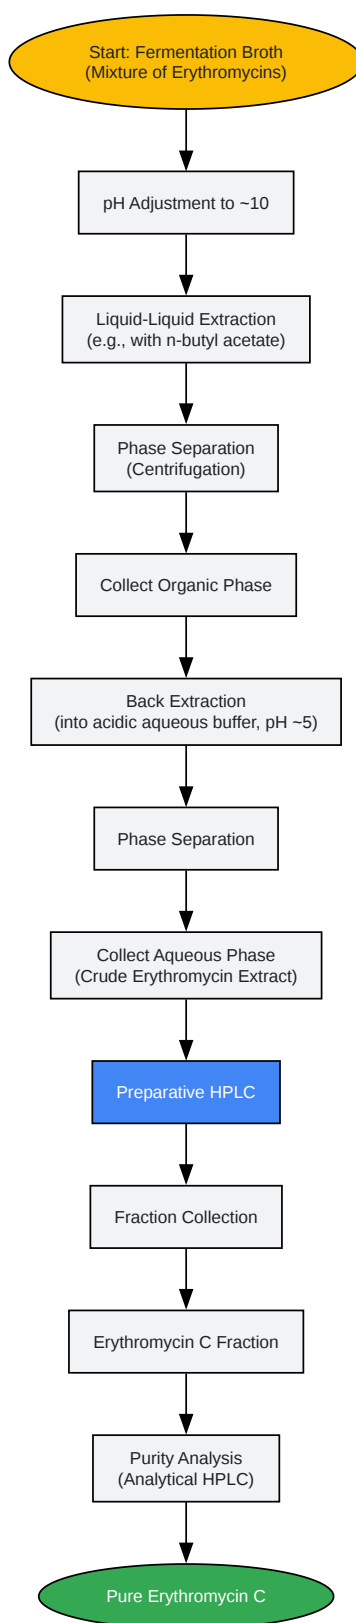 Start: Fermentation Broth
(Mixture of Erythromycins)
pH Adjustment to ~10
Liquid-Liquid Extraction
(e.g., with n-butyl acetate)
Phase Separation
(Centrifugation)
Collect Organic Phase
Back Extraction
(into acidic aqueous buffer, pH ~5)
Phase Separation
Collect Aqueous Phase
(Crude Erythromycin Extract)
Preparative HPLC
Fraction Collection
Erythromycin C Fraction
Purity Analysis
(Analytical HPLC)
Pure Erythromycin C